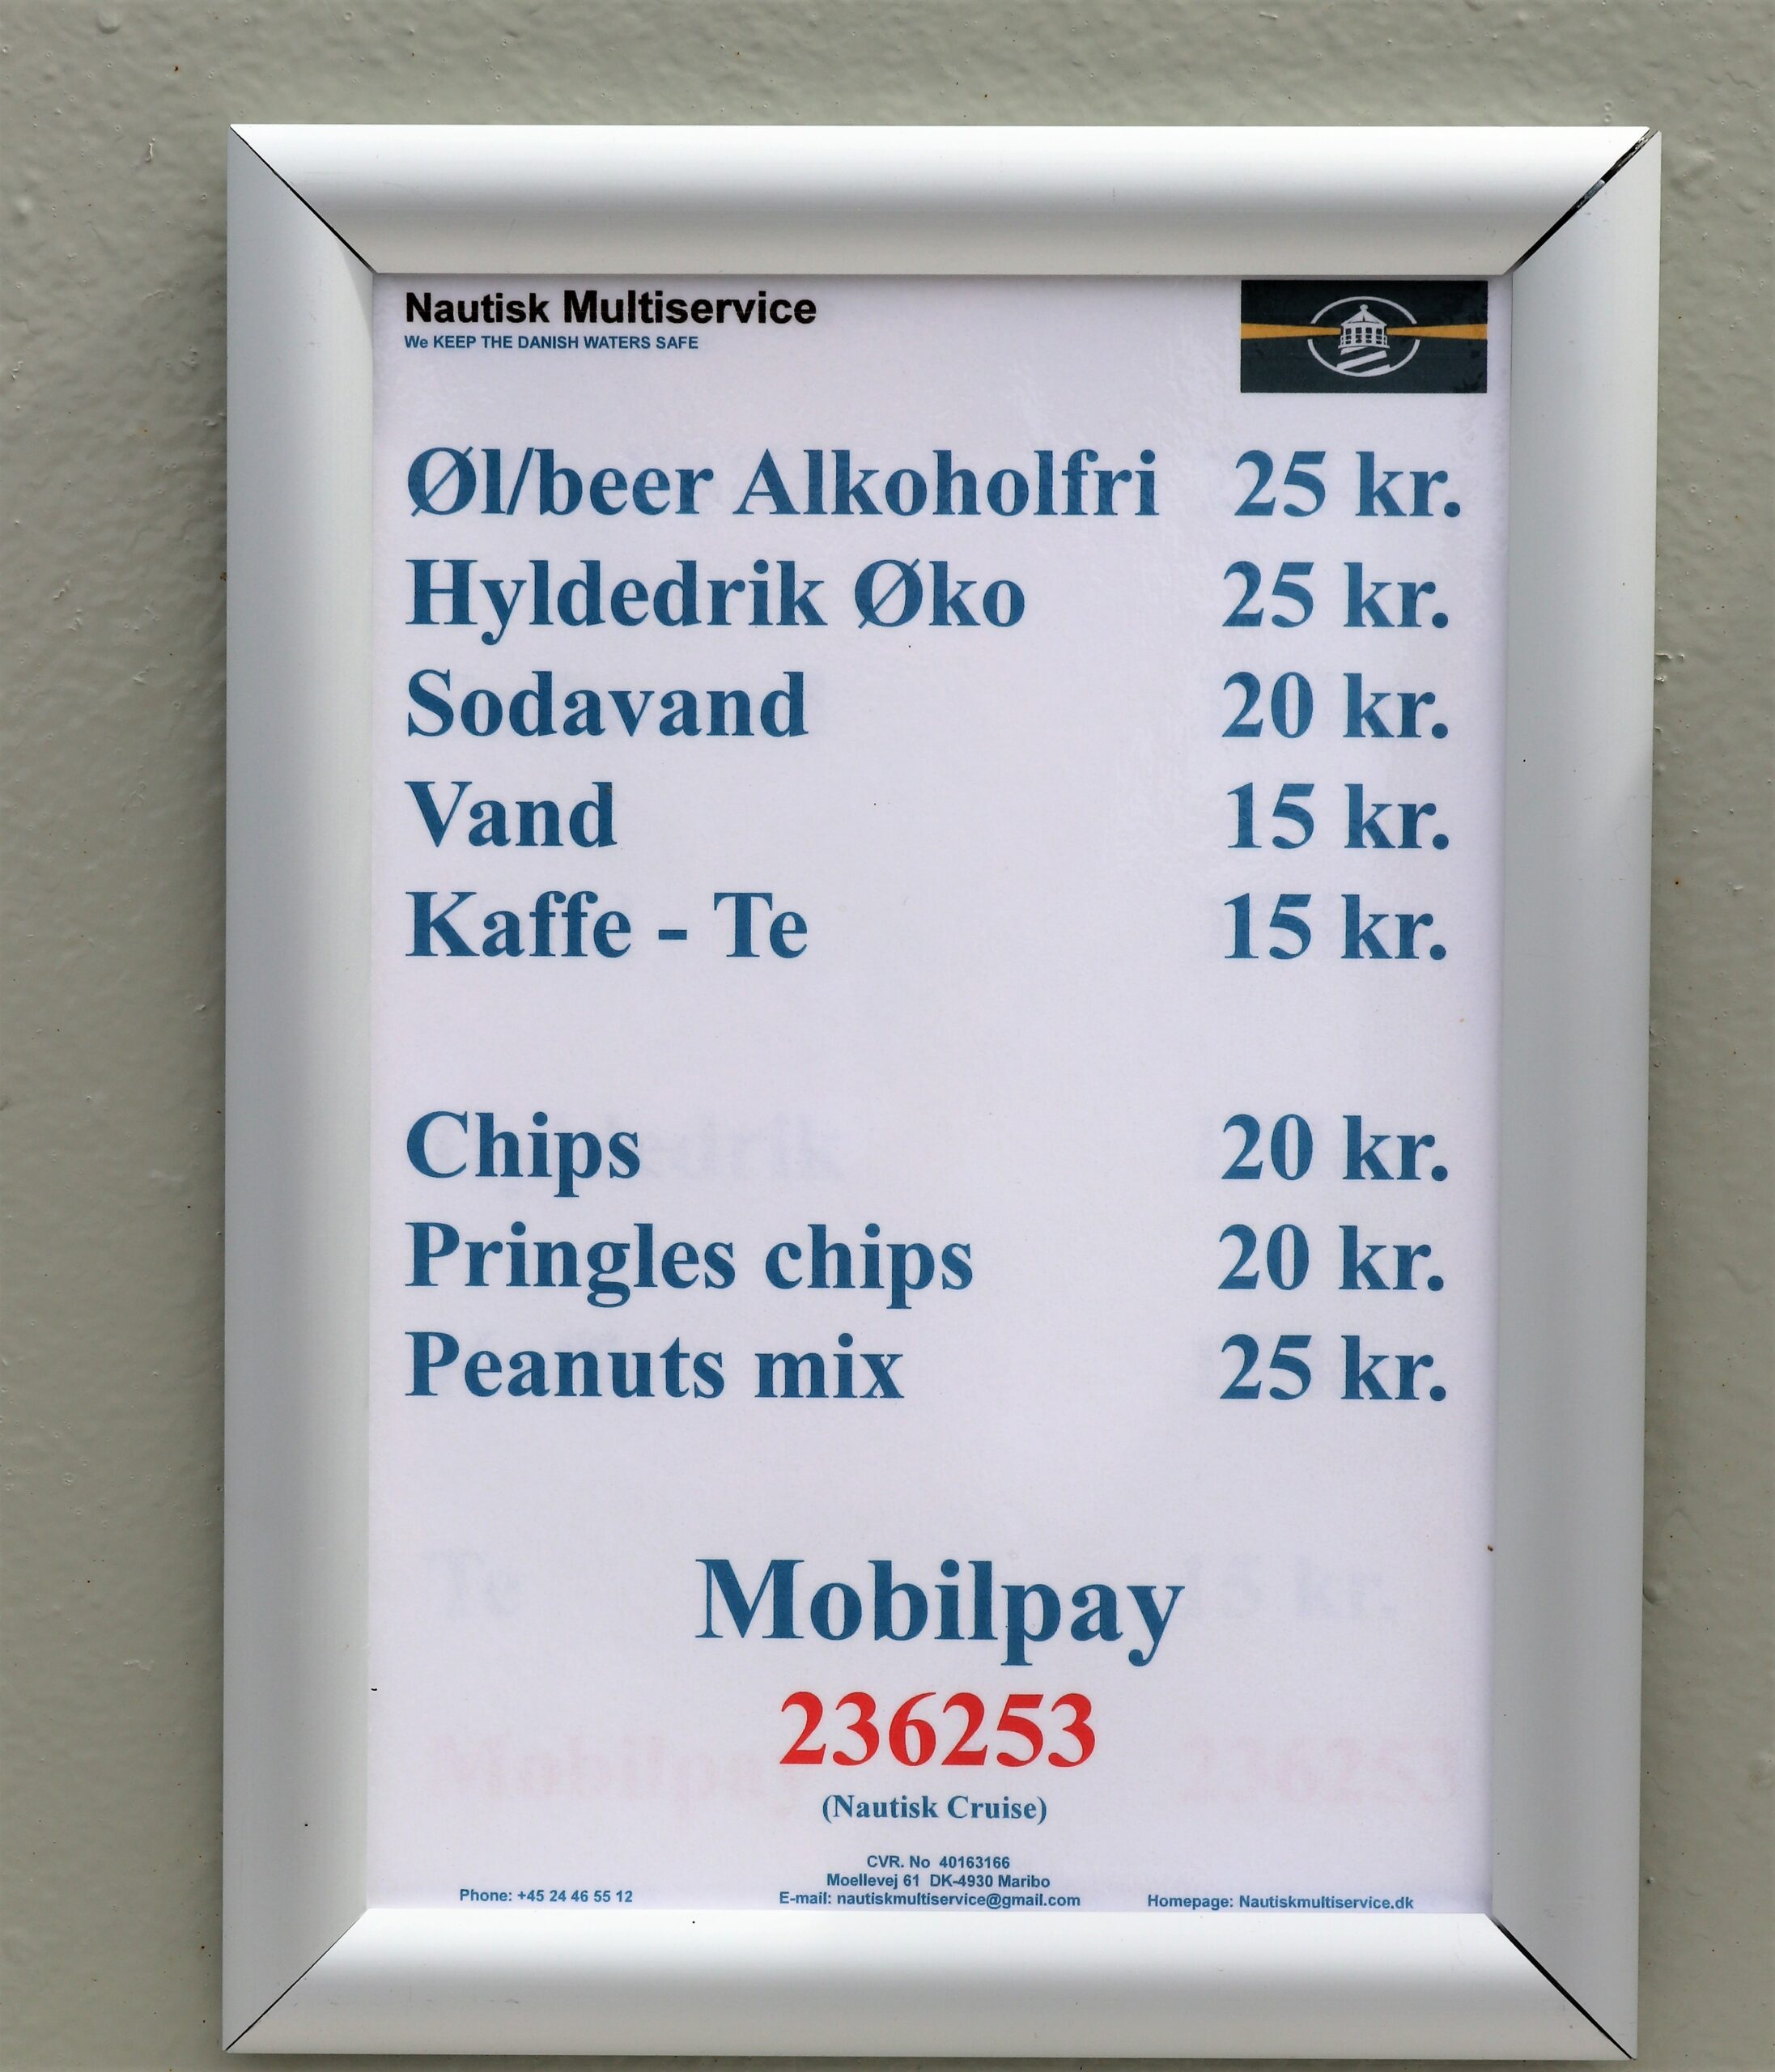 Nautisk Multiservice
We KEEP THE DANISH WATERS SAFE
Øl/beer Alkoholfri 25 kr.
Hyldedrik Øko 25 kr.
Sodavand 20 kr.
Vand 15 kr.
Kaffe - Te 15 kr.
Chips 20 kr.
Pringles chips 20 kr.
Peanuts mix 25 kr.
Mobilpay
236253
(Nautisk Cruise)
CVR. No 40163166
Moellevej 61 DK-4930 Maribo
Phone: +45 24 46 55 12 E-mail: nautiskmultiservice@gmail.com Homepage: Nautiskmultiservice.dk